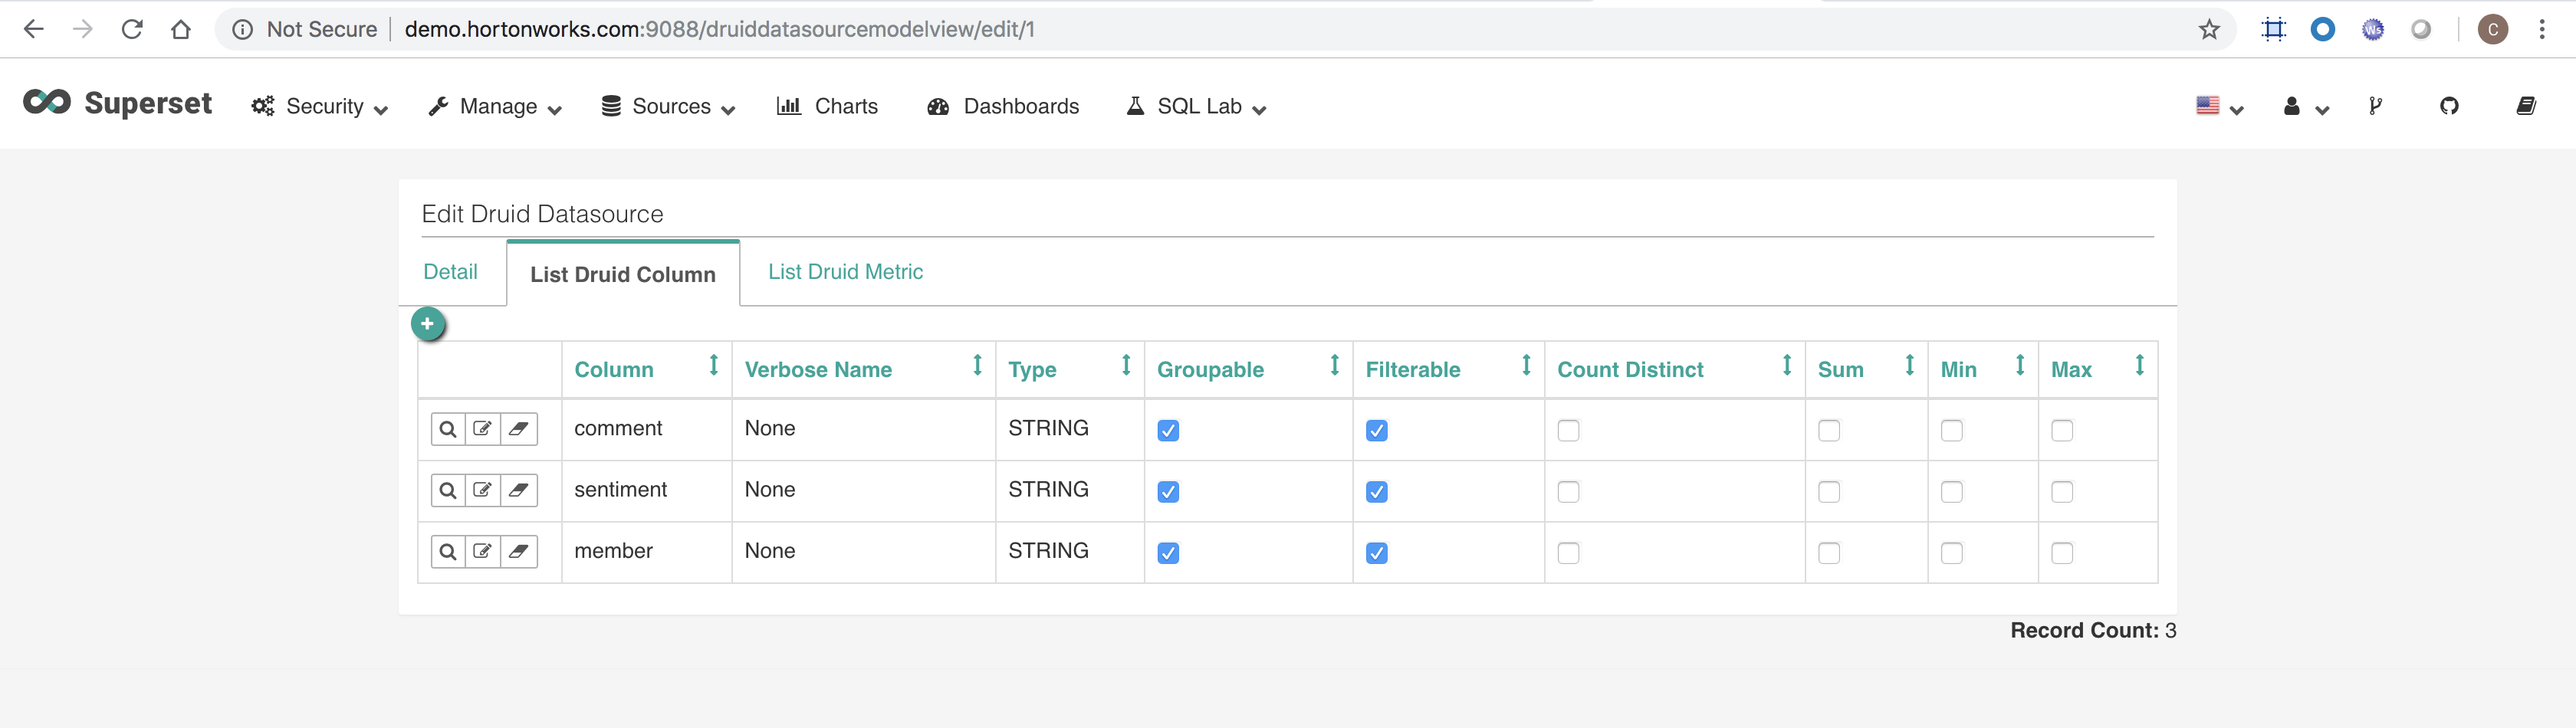 Not Secure demo.hortonworks.com:9088/druiddatasourcemodelview/edit/1 Ws C
Superset Security Manage Sources Charts Dashboards SQL Lab
Edit Druid Datasource
Detail List Druid Column List Druid Metric
Column Verbose Name Type Groupable Filterable Count Distinct Sum Min Max
comment None STRING
sentiment None STRING
member None STRING
Record Count: 3